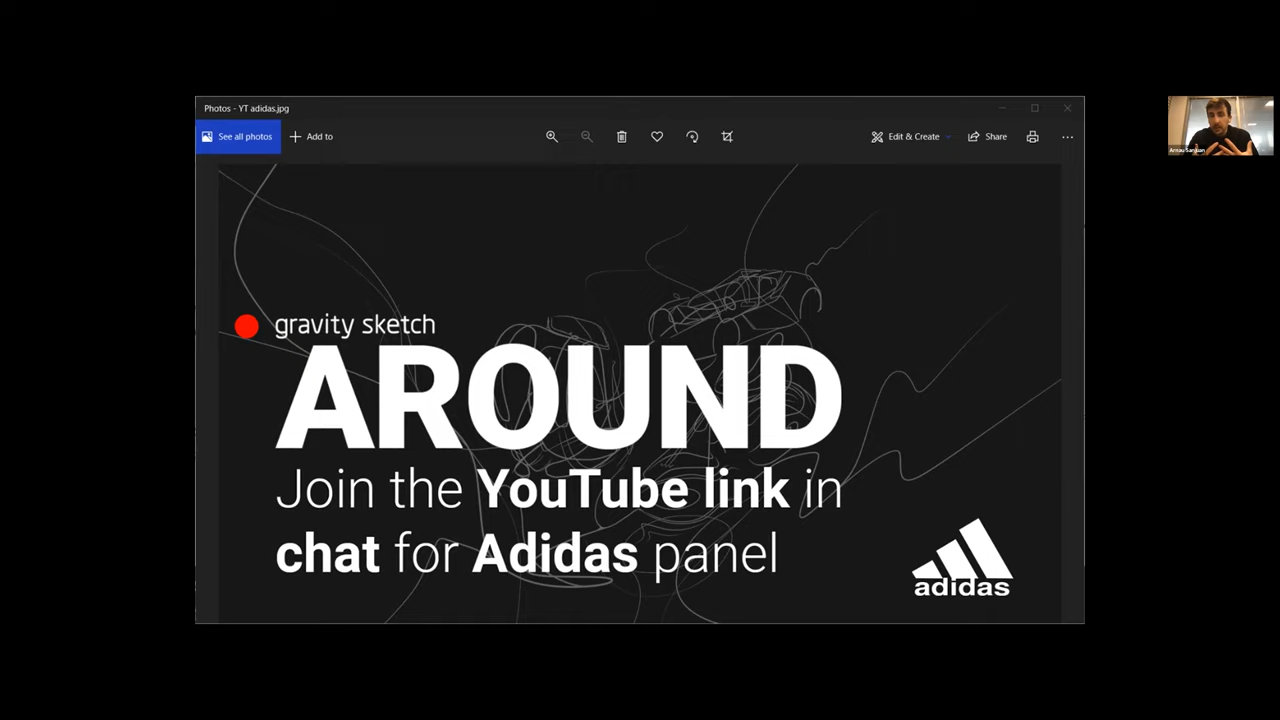 Photos - YT adidas.jpg
See all photos
Add to
Edit & Create
Share
gravity sketch
AROUND
Join the YouTube link in
chat for Adidas panel
adidas